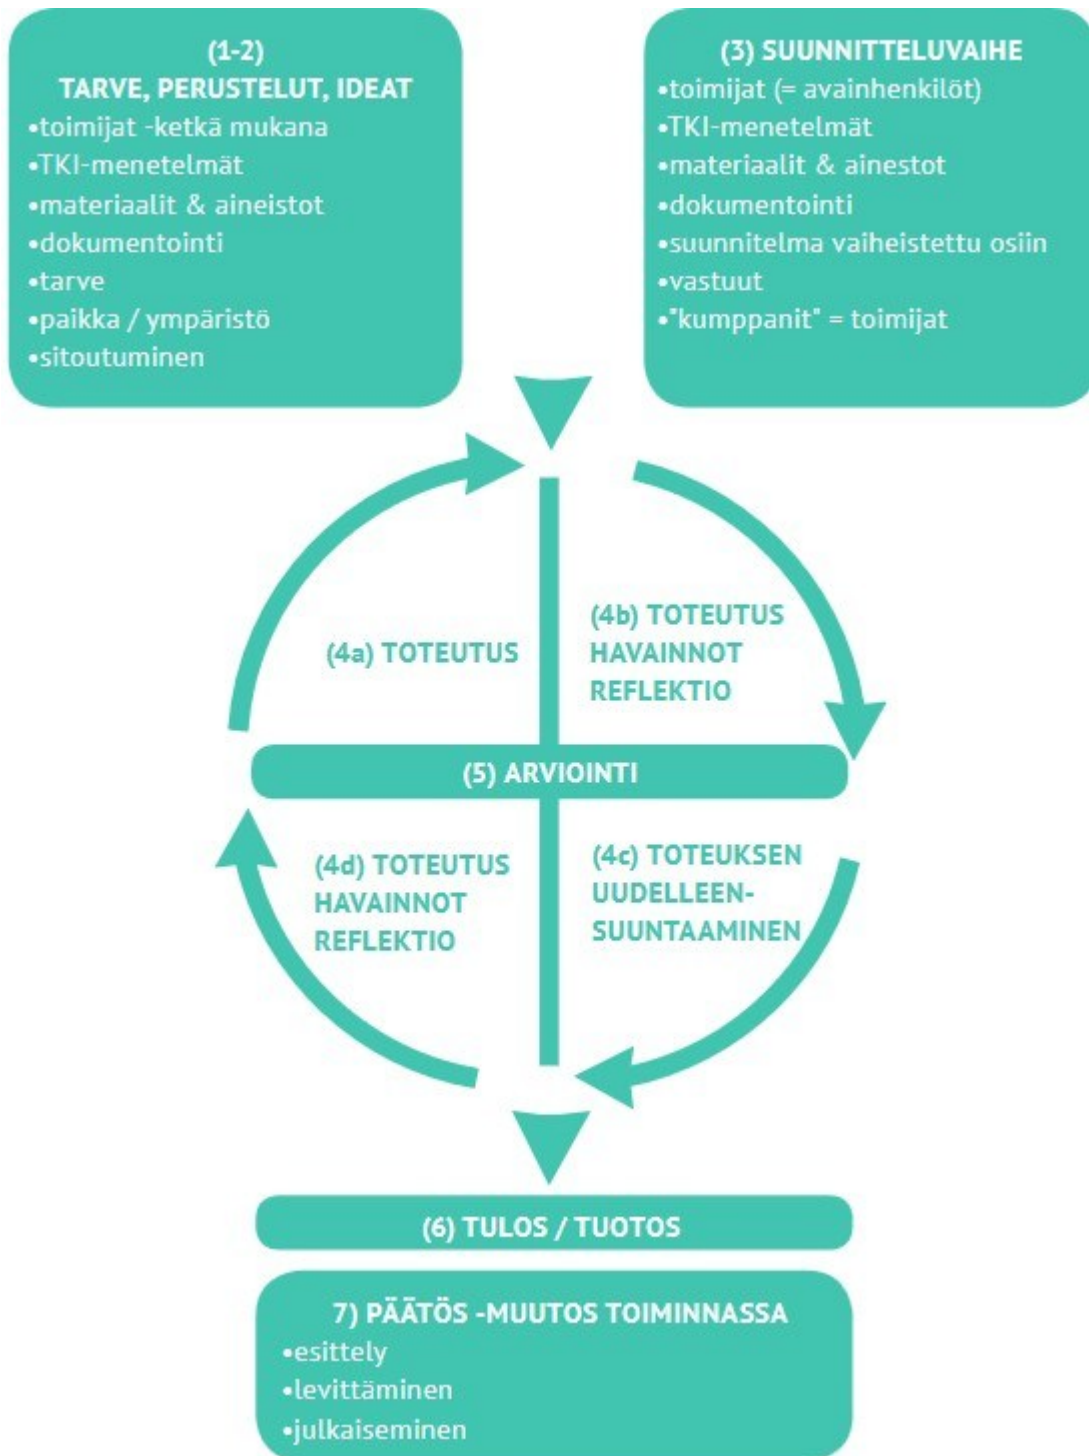 (1-2)
TARVE, PERUSTELUT, IDEAT
•toimijat -ketkä mukana
•TKI-menetelmät
•materiaalit & aineistot
•dokumentointi
•tarve
•paikka / ympäristö
•sitoutuminen
(3) SUUNNITTELUVAIHE
•toimijat (= avainhenkilöt)
•TKI-menetelmät
•materiaalit & ainestot
•dokumentointi
•suunnitelma vaiheistettu osiin
•vastuut
•"kumppanit" = toimijat
(4a) TOTEUTUS
(4b) TOTEUTUS
HAVAINNOT
REFLEKTIO
(5) ARVIOINTI
(4d) TOTEUTUS
HAVAINNOT
REFLEKTIO
(4c) TOTEUKSEN
UUDELLEEN-
SUUNTAAMINEN
(6) TULOS / TUOTOS
7) PÄÄTÖS -MUUTOS TOIMINNASSA
•esittely
•levittäminen
•julkaiseminen